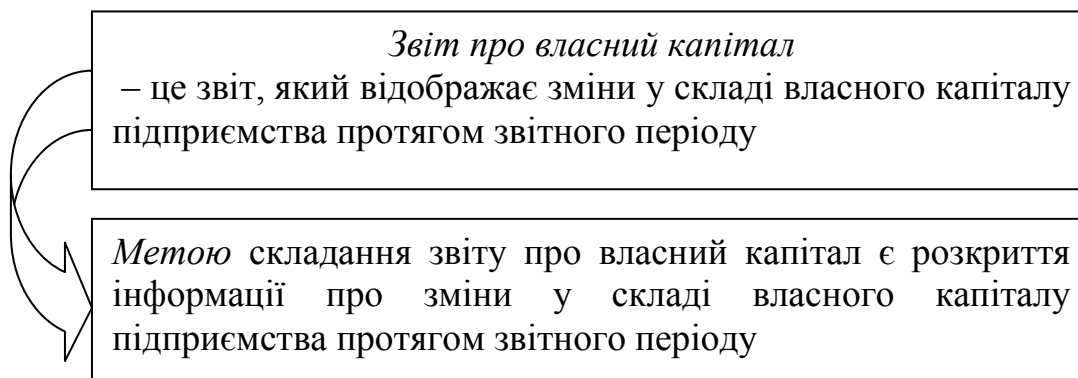 Звіт про власний капітал
– це звіт, який відображає зміни у складі власного капіталу
підприємства протягом звітного періоду
Метою складання звіту про власний капітал є розкриття
інформації про зміни у складі власного капіталу
підприємства протягом звітного періоду